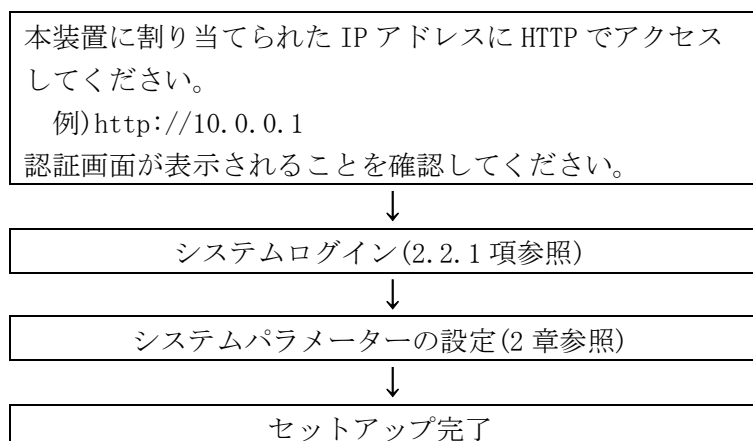 本装置に割り当てられた IP アドレスに HTTP でアクセス
してください。
例)http://10.0.0.1
認証画面が表示されることを確認してください。
↓
システムログイン(2.2.1 項参照)
↓
システムパラメーターの設定(2 章参照)
↓
セットアップ完了